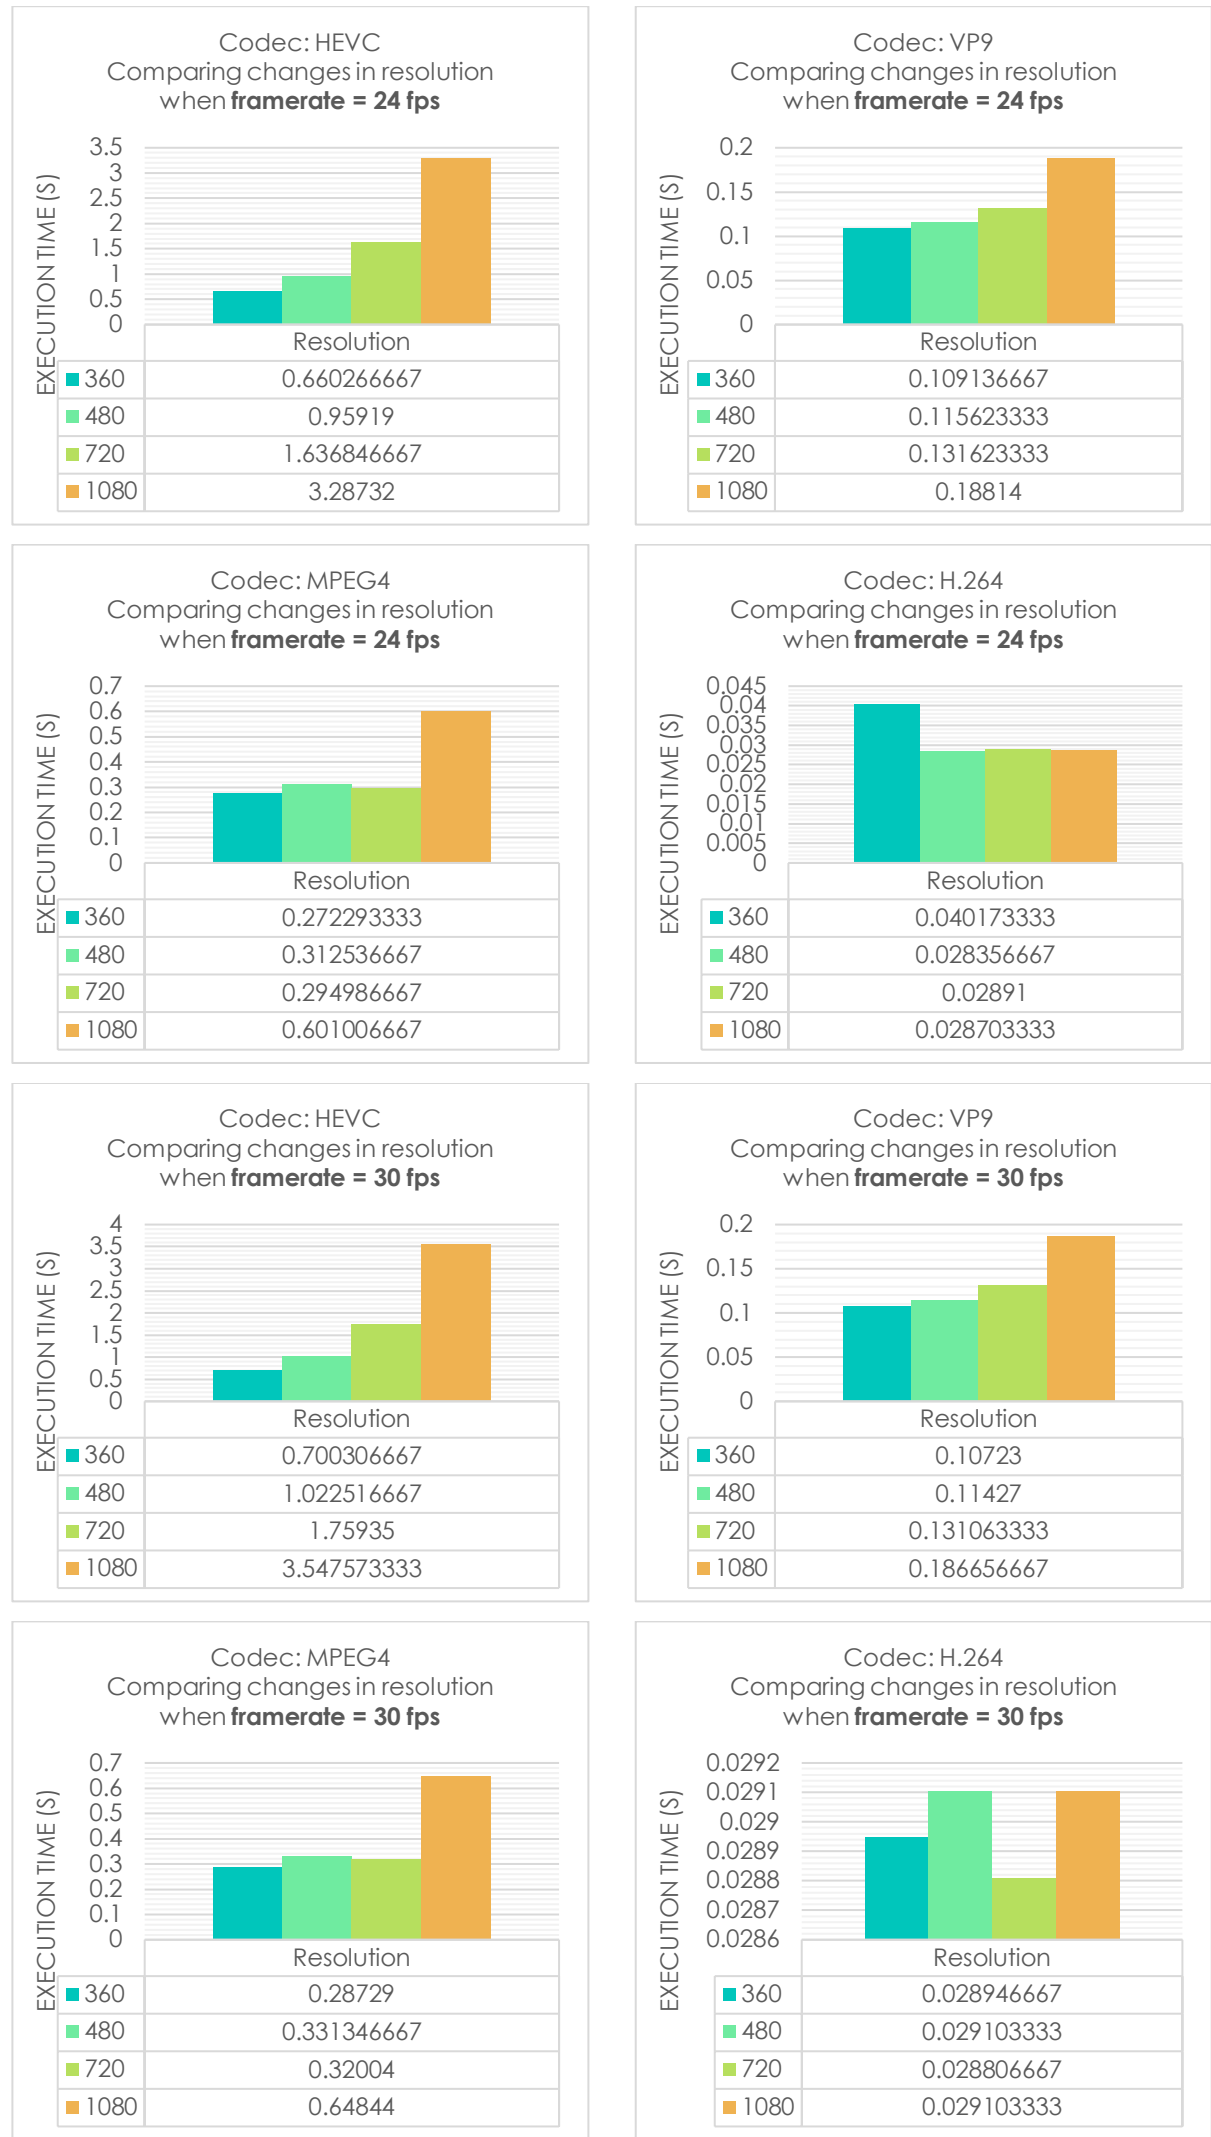 Codec: HEVC
Comparing changes in resolution
when framerate = 24 fps
EXECUTION TIME (S)
3.5
3
2.5
2
1.5
1
0.5
0
Resolution
360 0.660266667
480 0.95919
720 1.636846667
1080 3.28732
Codec: VP9
Comparing changes in resolution
when framerate = 24 fps
EXECUTION TIME (S)
0.2
0.15
0.1
0.05
0
Resolution
360 0.109136667
480 0.115623333
720 0.131623333
1080 0.18814
Codec: MPEG4
Comparing changes in resolution
when framerate = 24 fps
EXECUTION TIME (S)
0.7
0.6
0.5
0.4
0.3
0.2
0.1
0
Resolution
360 0.272293333
480 0.312536667
720 0.294986667
1080 0.601006667
Codec: H.264
Comparing changes in resolution
when framerate = 24 fps
EXECUTION TIME (S)
0.045
0.04
0.035
0.03
0.025
0.02
0.015
0.01
0.005
0
Resolution
360 0.040173333
480 0.028356667
720 0.02891
1080 0.028703333
Codec: HEVC
Comparing changes in resolution
when framerate = 30 fps
EXECUTION TIME (S)
4
3.5
3
2.5
2
1.5
1
0.5
0
Resolution
360 0.700306667
480 1.022516667
720 1.75935
1080 3.547573333
Codec: VP9
Comparing changes in resolution
when framerate = 30 fps
EXECUTION TIME (S)
0.2
0.15
0.1
0.05
0
Resolution
360 0.10723
480 0.11427
720 0.131063333
1080 0.186656667
Codec: MPEG4
Comparing changes in resolution
when framerate = 30 fps
EXECUTION TIME (S)
0.7
0.6
0.5
0.4
0.3
0.2
0.1
0
Resolution
360 0.28729
480 0.331346667
720 0.32004
1080 0.64844
Codec: H.264
Comparing changes in resolution
when framerate = 30 fps
EXECUTION TIME (S)
0.0292
0.0291
0.029
0.0289
0.0288
0.0287
0.0286
Resolution
360 0.028946667
480 0.029103333
720 0.028806667
1080 0.029103333